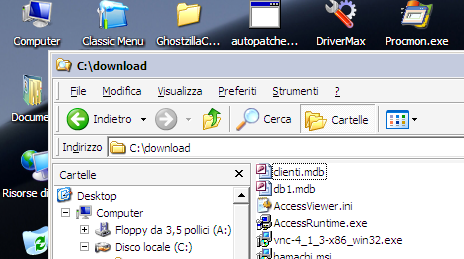 Computer Classic Menu GhostzillaC... autopatche... DriverMax Procmon.exe
C:\download
File Modifica Visualizza Preferiti Strumenti ?
Indietro Cerca Cartelle
Indirizzo C:\download
Cartelle
clienti.mdb
db1.mdb
AccessViewer.ini
AccessRuntime.exe
vnc-4_1_3-x86_win32.exe
hamachi.msi
Desktop
Computer
Floppy da 3,5 pollici (A:)
Disco locale (C:)
Docume
Risorse di